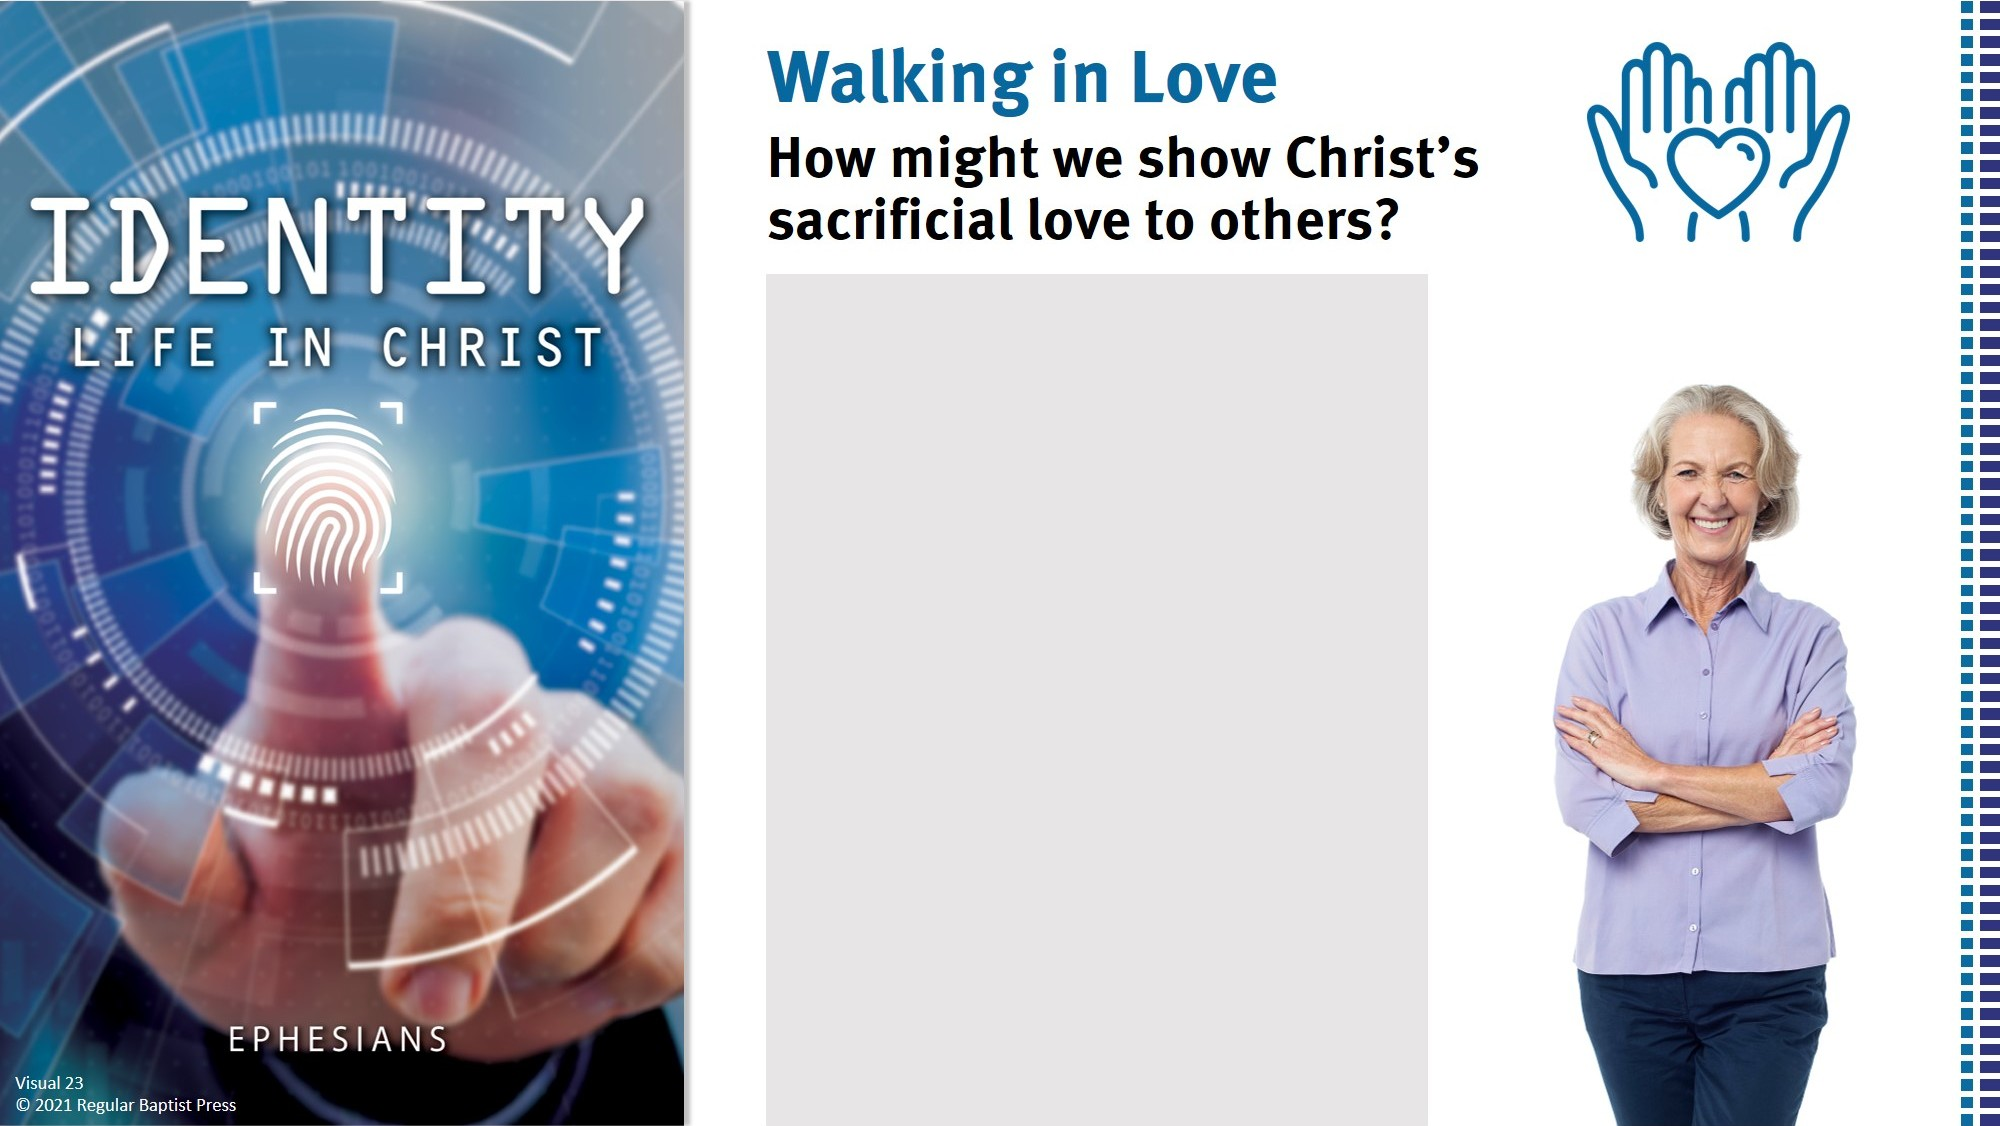 IDENTITY
LIFE IN CHRIST
EPHESIANS
Visual 23
© 2021 Regular Baptist Press
Walking in Love
How might we show Christ’s
sacrificial love to others?